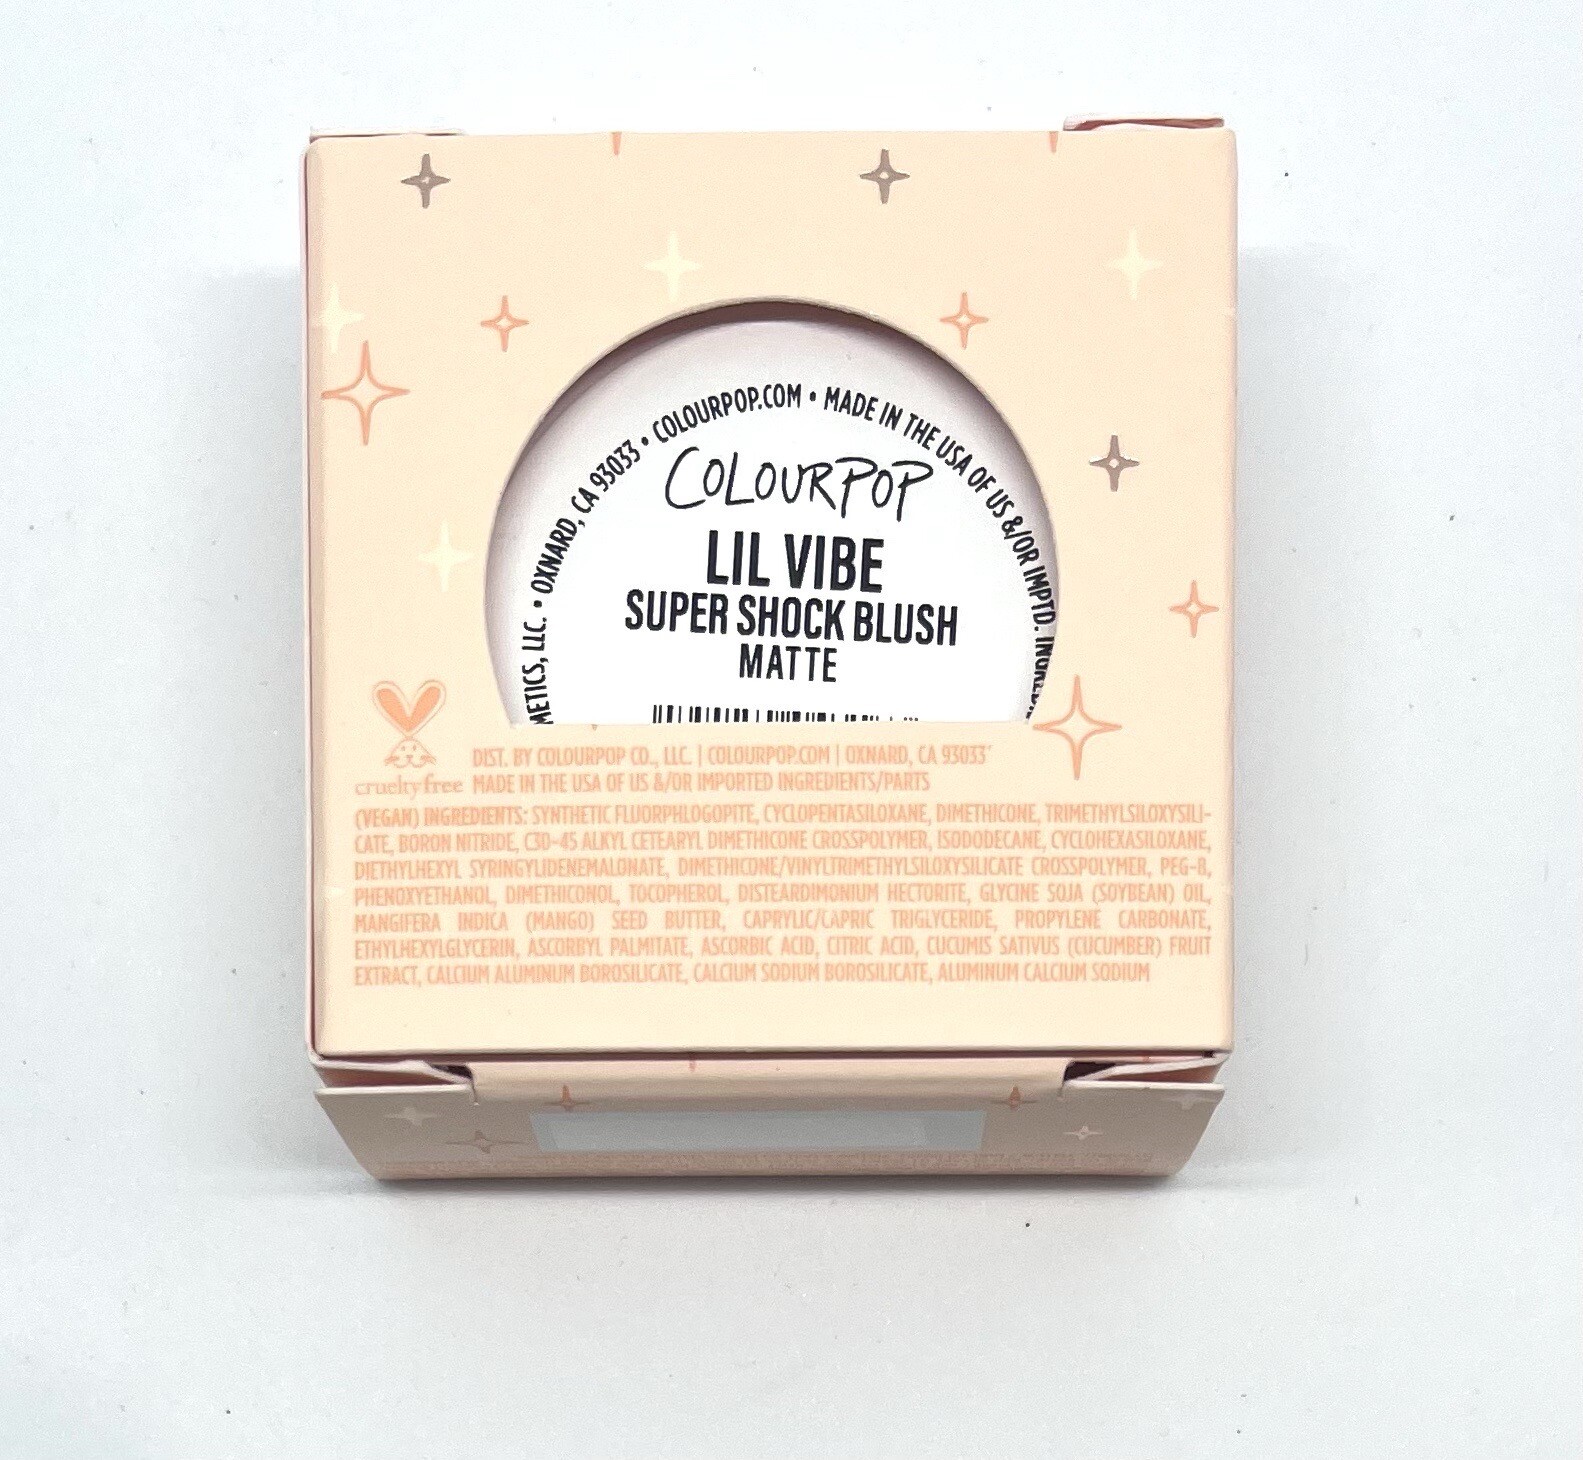 METICS, LLC. • OXNARD, CA 93033 • COLOURPOP.COM • MADE IN THE USA OF US &/OR IMPTD.
COLOURPOP
LIL VIBE
SUPER SHOCK BLUSH
MATTE
DIST. BY COLOURPOP CO., LLC. | COLOURPOP.COM | OXNARD, CA 93033
cruelty free MADE IN THE USA OF US &/OR IMPORTED INGREDIENTS/PARTS
(VEGAN) INGREDIENTS: SYNTHETIC FLUORPHLOGOPITE, CYCLOPENTASILOXANE, DIMETHICONE, TRIMETHYLSILOXYSILI-
CATE, BORON NITRIDE, C30-45 ALKYL CETEARYL DIMETHICONE CROSSPOLYMER, ISODODECANE, CYCLOHEXASILOXANE,
DIETHYLHEXYL SYRINGYLIDENEMALONATE, DIMETHICONE/VINYLTRIMETHYLSILOXYSILICATE CROSSPOLYMER, PEG-8,
PHENOXYETHANOL, DIMETHICONOL, TOCOPHEROL, DISTEARDIMONIUM HECTORITE, GLYCINE SOJA (SOYBEAN) OIL,
MANGIFERA INDICA (MANGO) SEED BUTTER, CAPRYLIC/CAPRIC TRIGLYCERIDE, PROPYLENE CARBONATE,
ETHYLHEXYLGLYCERIN, ASCORBYL PALMITATE, ASCORBIC ACID, CITRIC ACID, CUCUMIS SATIVUS (CUCUMBER) FRUIT
EXTRACT, CALCIUM ALUMINUM BOROSILICATE, CALCIUM SODIUM BOROSILICATE, ALUMINUM CALCIUM SODIUM